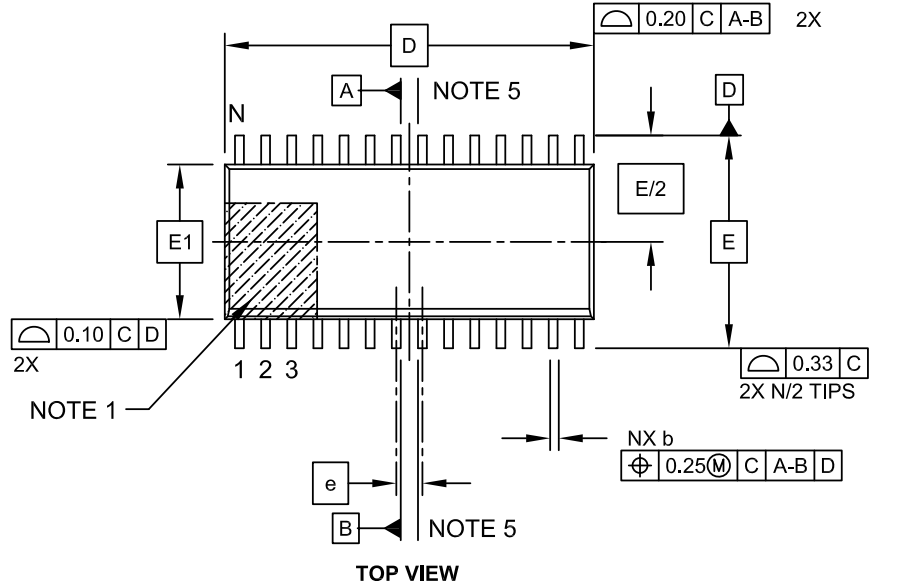 0.20 C A-B 2X
D
A NOTE 5
D
N
E/2
E1
E
0.10 C D
2X
0.33 C
2X N/2 TIPS
1 2 3
NOTE 1
NX b
0.25Ⓜ C A-B D
e
B NOTE 5
TOP VIEW